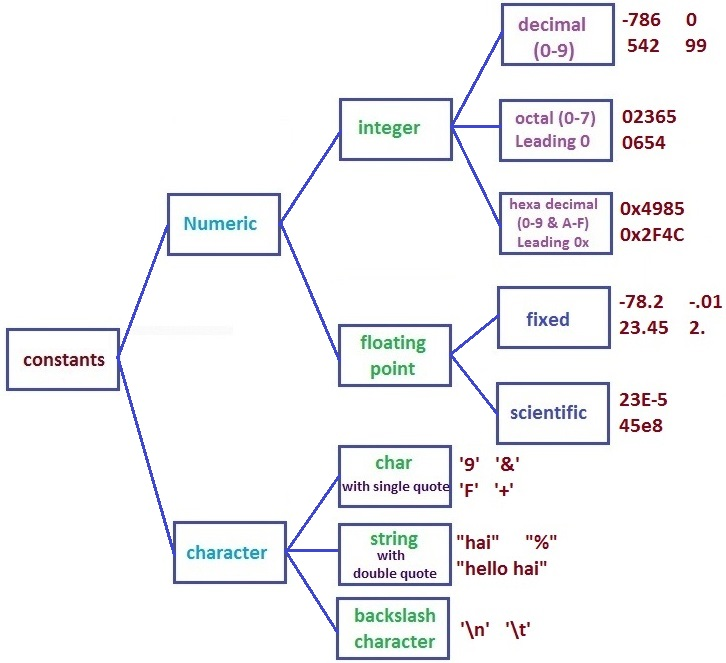 decimal
(0-9)
-786 0
542 99
integer
octal (0-7)
Leading 0
02365
0654
hexa decimal
(0-9 & A-F)
Leading 0x
0x4985
0x2F4C
Numeric
fixed
-78.2 -.01
23.45 2.
floating
point
constants
scientific
23E-5
45e8
char
with single quote
'9' '&'
'F' '+'
character
string
with
double quote
"hai" "%"
"hello hai"
backslash
character
'\n' '\t'